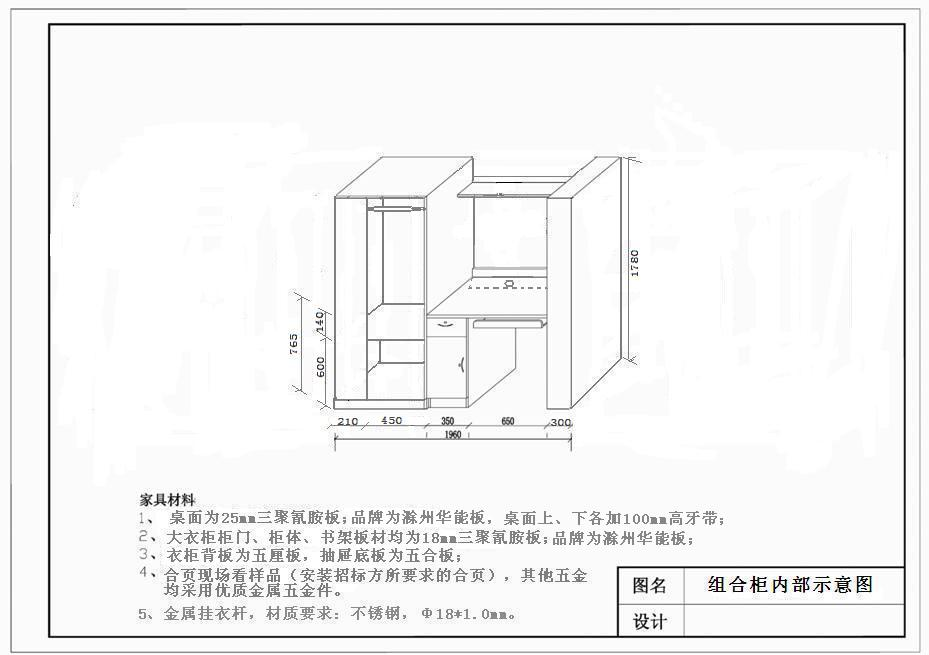 1780
140
765
600
210
450
350
650
300
1960
家具材料
1、 桌面为25mm三聚氰胺板；品牌为滁州华能板，桌面上、下各加100mm高牙带；
2、 大衣柜柜门、柜体、书架板材均为18mm三聚氰胺板；品牌为滁州华能板；
3、 衣柜背板为五厘板，抽屉底板为五合板；
4、合页现场看样品（安装招标方所要求的合页），其他五金
均采用优质金属五金件。
5、金属挂衣杆，材质要求：不锈钢，Φ18*1.0mm。
图名 组合柜内部示意图
设计